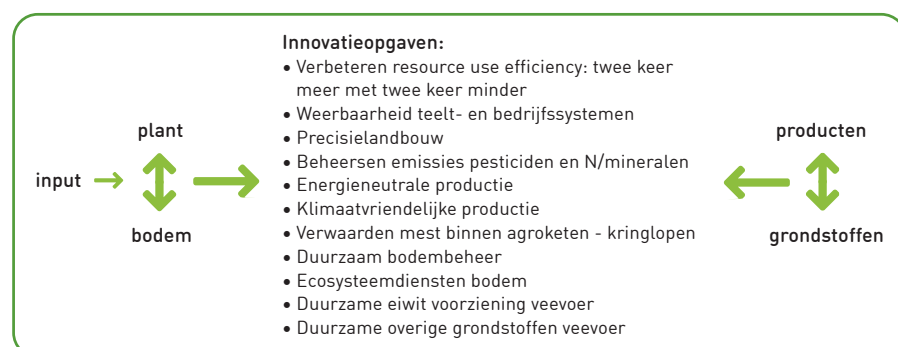 Innovatieopgaven:
• Verbeteren resource use efficiency: twee keer
meer met twee keer minder
• Weerbaarheid teelt- en bedrijfssystemen
• Precisielandbouw
• Beheersen emissies pesticiden en N/mineralen
• Energieneutrale productie
• Klimaatvriendelijke productie
• Verwaarden mest binnen agroketen - kringlopen
• Duurzaam bodembeheer
• Ecosysteemdiensten bodem
• Duurzame eiwit voorziening veevoer
• Duurzame overige grondstoffen veevoer
plant
input
bodem
producten
grondstoffen